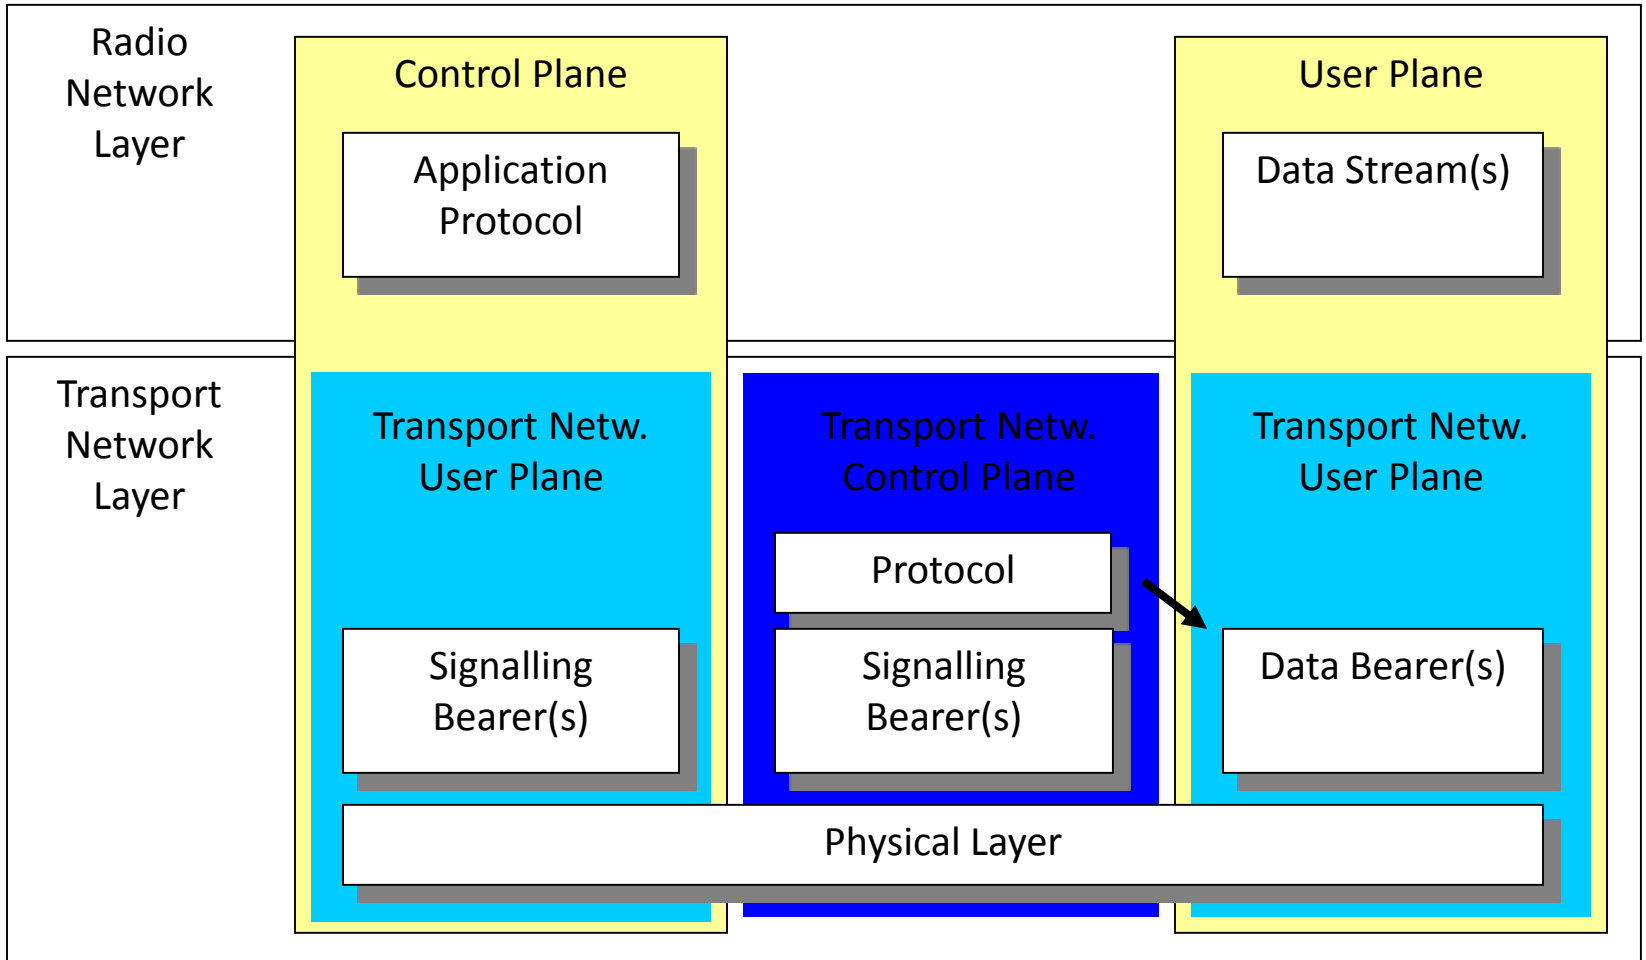 Radio
Network
Layer
Control Plane
User Plane
Application
Protocol
Data Stream(s)
Transport
Network
Layer
Transport Netw.
User Plane
Transport Netw.
Control Plane
Transport Netw.
User Plane
Protocol
Signalling
Bearer(s)
Signalling
Bearer(s)
Data Bearer(s)
Physical Layer